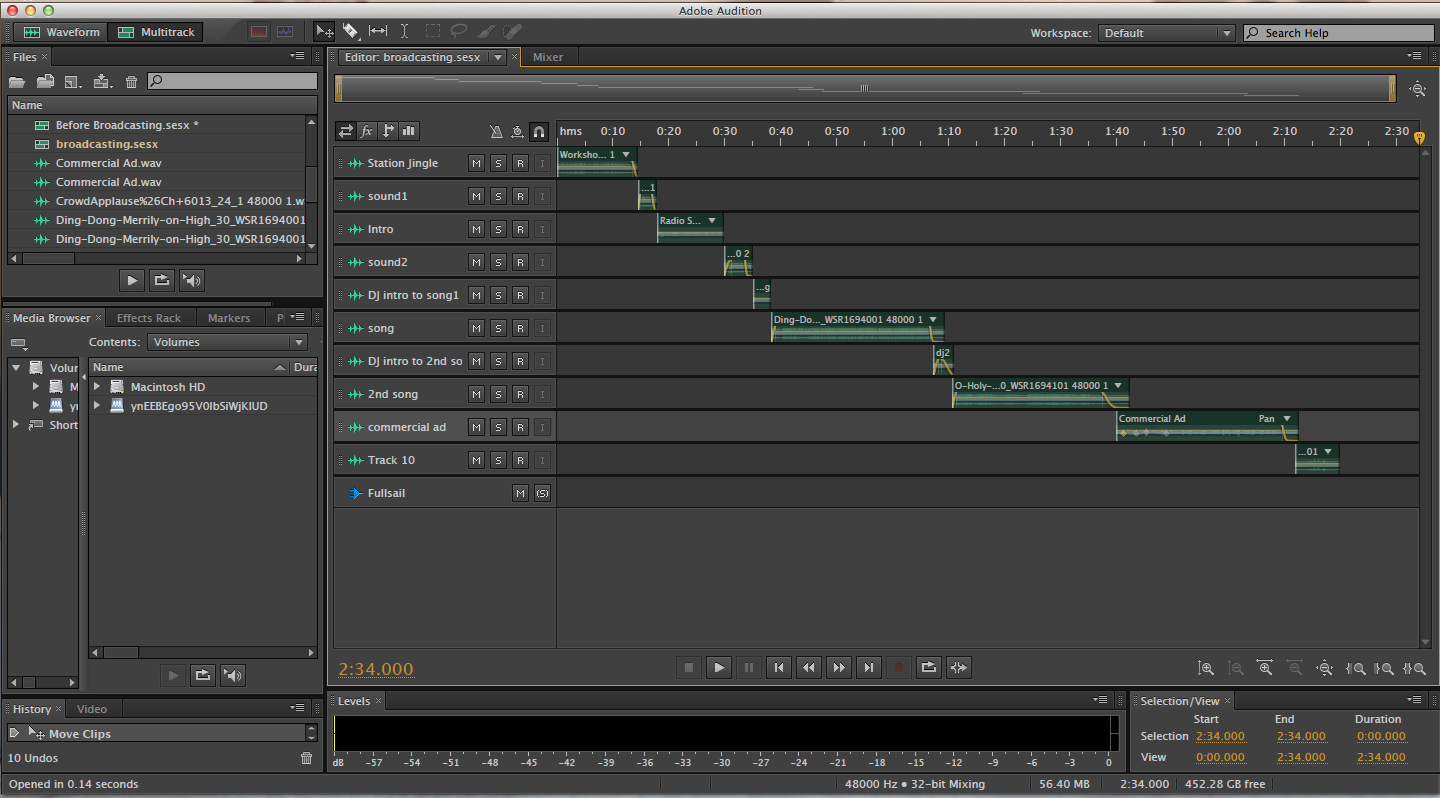 Adobe Audition
Waveform Multitrack Workspace: Default Search Help
Files
Name
Before Broadcasting.sesx *
broadcasting.sesx
Commercial Ad.wav
Commercial Ad.wav
CrowdApplause%26Ch+6013_24_1 48000 1.w
Ding-Dong-Merrily-on-High_30_WSR1694001
Ding-Dong-Merrily-on-High_30_WSR1694001
Media Browser Effects Rack Markers P
Contents: Volumes
Volur
M
yı
Short
Name Dura
Macintosh HD
ynEEBEgo95V0IbSiWjKIUD
History Video
Move Clips
10 Undos
Opened in 0.14 seconds
Editor: broadcasting.sesx Mixer
fx
hms 0:10 0:20 0:30 0:40 0:50 1:00 1:10 1:20 1:30 1:40 1:50 2:00 2:10 2:20 2:30
Station Jingle M S R I Worksho... 1
sound1 M S R I ...1
Intro M S R I Radio S...
sound2 M S R I ...0 2
DJ intro to song1 M S R I ...g
song M S R I Ding-Do..._WSR1694001 48000 1
DJ intro to 2nd so M S R I dj2
2nd song M S R I O-Holy-...0_WSR1694101 48000 1
commercial ad M S R I Commercial Ad Pan
Track 10 M S R I ...01
Fullsail M (S)
2:34.000
Levels
dB -57 -54 -51 -48 -45 -42 -39 -36 -33 -30 -27 -24 -21 -18 -15 -12 -9 -6 -3 0
Selection/View
Start End Duration
Selection 2:34.000 2:34.000 0:00.000
View 0:00.000 2:34.000 2:34.000
48000 Hz ● 32-bit Mixing 56.40 MB 2:34.000 452.28 GB free